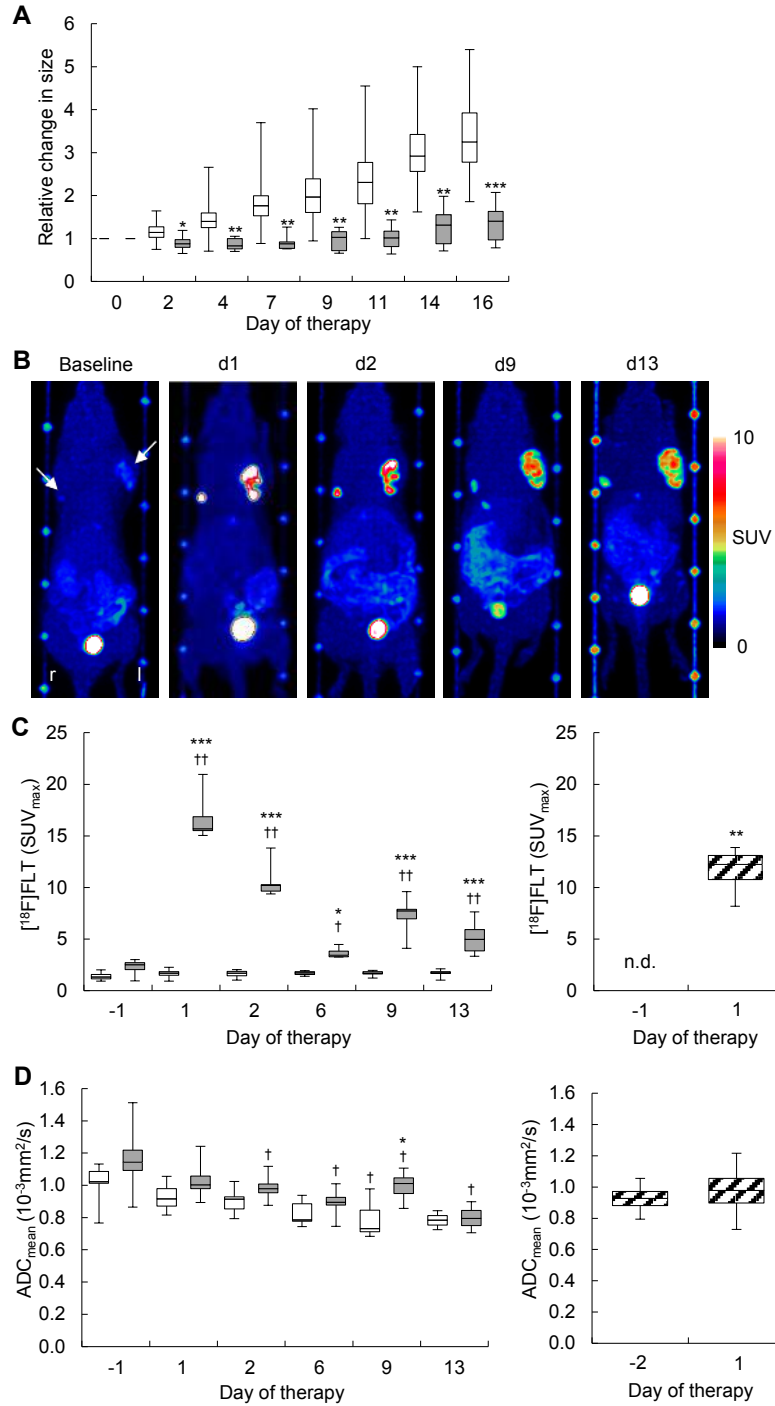 A
Relative change in size
6
5
4
3
2
1
0
* ** ** ** ** ** ***
0 2 4 7 9 11 14 16
Day of therapy
B
Baseline d1 d2 d9 d13
r l
10
SUV
0
C
[18F]FLT (SUVmax)
25
20
15
10
5
0
***
††
***
††
*
†
***
††
***
††
-1 1 2 6 9 13
Day of therapy
[18F]FLT (SUVmax)
25
20
15
10
5
0
**
n.d.
-1 1
Day of therapy
D
ADCmean (10-3mm2/s)
1.6
1.4
1.2
1.0
0.8
0.6
0.4
0.2
0.0
† † † * † †
-1 1 2 6 9 13
Day of therapy
ADCmean (10-3mm2/s)
1.6
1.4
1.2
1.0
0.8
0.6
0.4
0.2
0.0
-2 1
Day of therapy